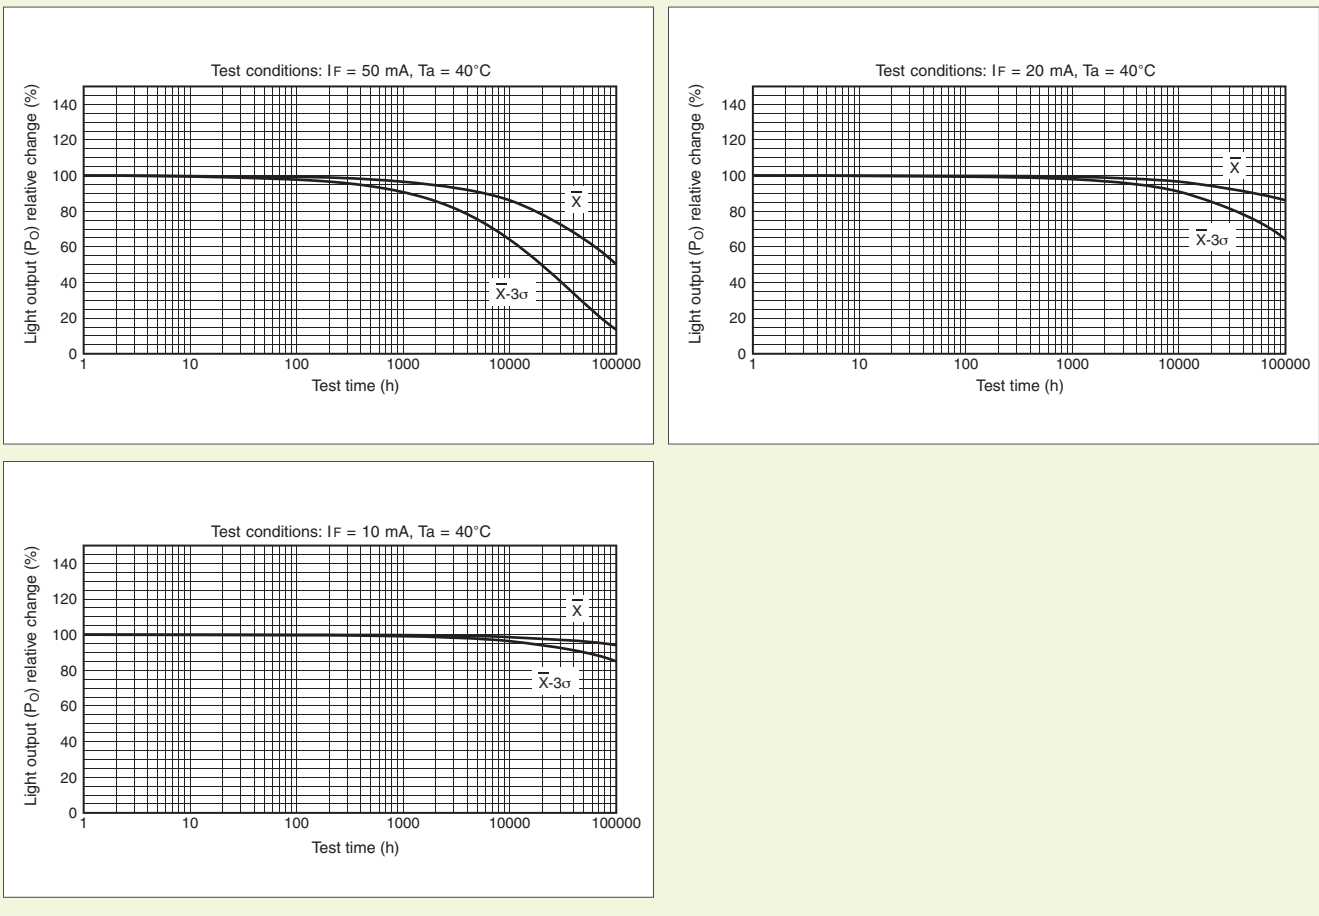 Test conditions: IF = 50 mA, Ta = 40°C
Light output (PO) relative change (%)
140
120
100
80
60
40
20
0
X̅
X̅-3σ
1 10 100 1000 10000 100000
Test time (h)
Test conditions: IF = 20 mA, Ta = 40°C
Light output (PO) relative change (%)
140
120
100
80
60
40
20
0
X̅
X̅-3σ
1 10 100 1000 10000 100000
Test time (h)
Test conditions: IF = 10 mA, Ta = 40°C
Light output (PO) relative change (%)
140
120
100
80
60
40
20
0
X̅
X̅-3σ
1 10 100 1000 10000 100000
Test time (h)